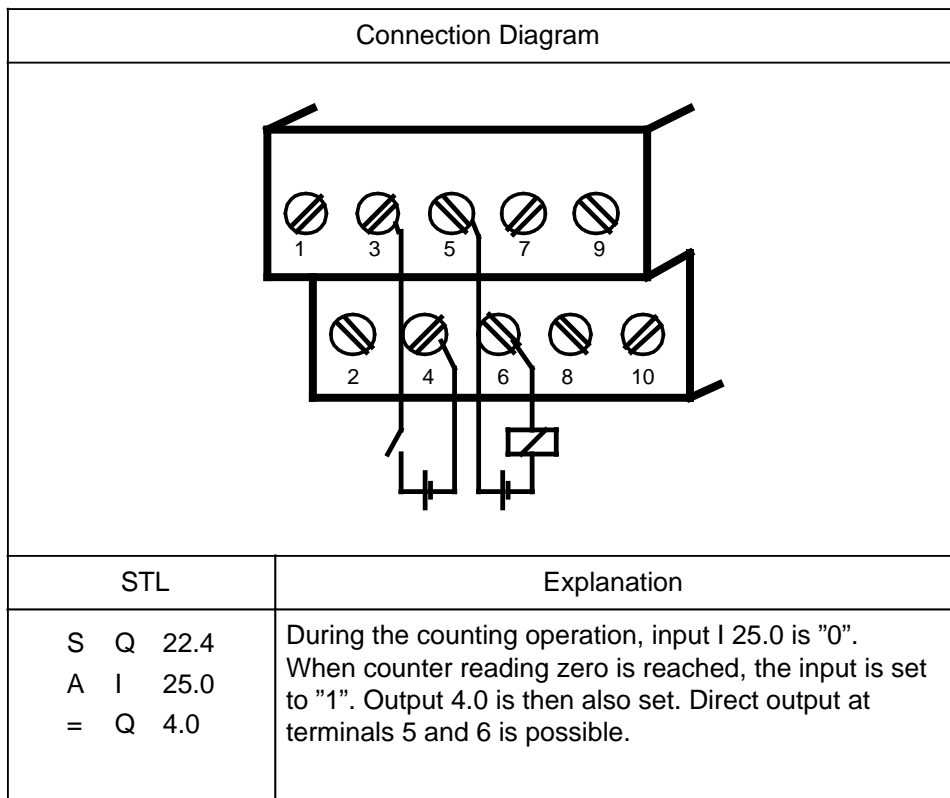 Connection Diagram
1 3 5 7 9
2 4 6 8 10
STL
Explanation
S Q 22.4
A I 25.0
= Q 4.0
During the counting operation, input I 25.0 is ”0”.
When counter reading zero is reached, the input is set
to ”1”. Output 4.0 is then also set. Direct output at
terminals 5 and 6 is possible.